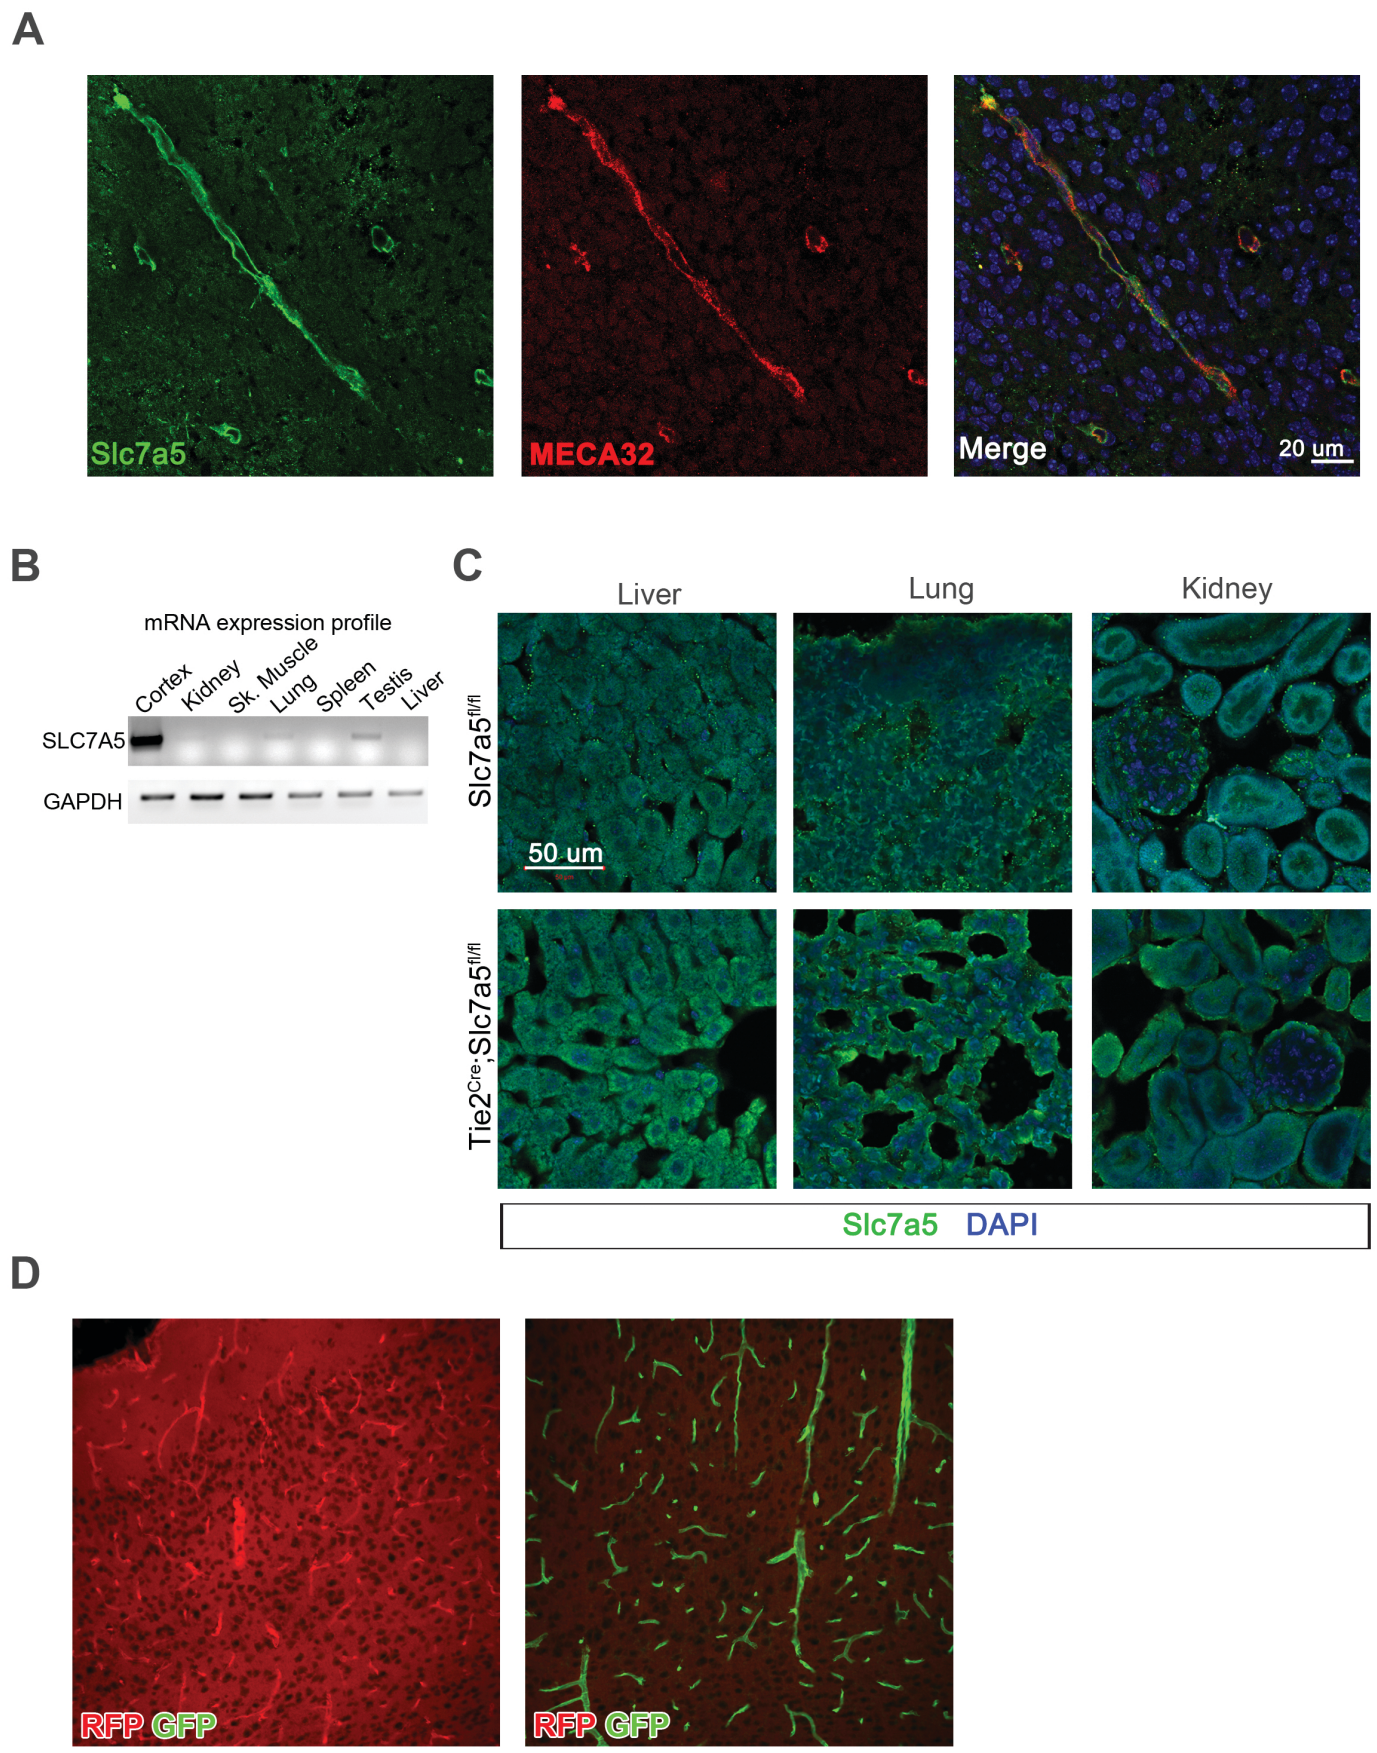 A
Slc7a5
MECA32
Merge
20 um
B
mRNA expression profile
Cortex
Kidney
Sk. Muscle
Lung
Spleen
Testis
Liver
SLC7A5
GAPDH
C
Liver
Lung
Kidney
Slc7a5fl/fl
50 um
Tie2Cre;Slc7a5fl/fl
Slc7a5 DAPI
D
RFP GFP
RFP GFP